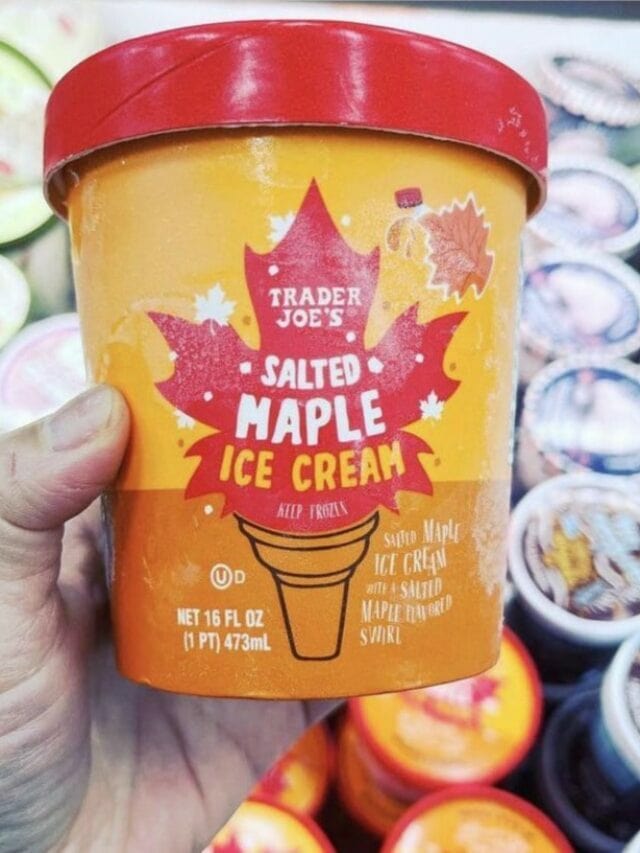 TRADER
JOE'S
SALTED
MAPLE
ICE CREAM
KEEP FROZEN
SALTED MAPLE
ICE CREAM
WITH A SALTED
MAPLE FLAVORED
SWIRL
UD
NET 16 FL OZ
(1 PT) 473mL